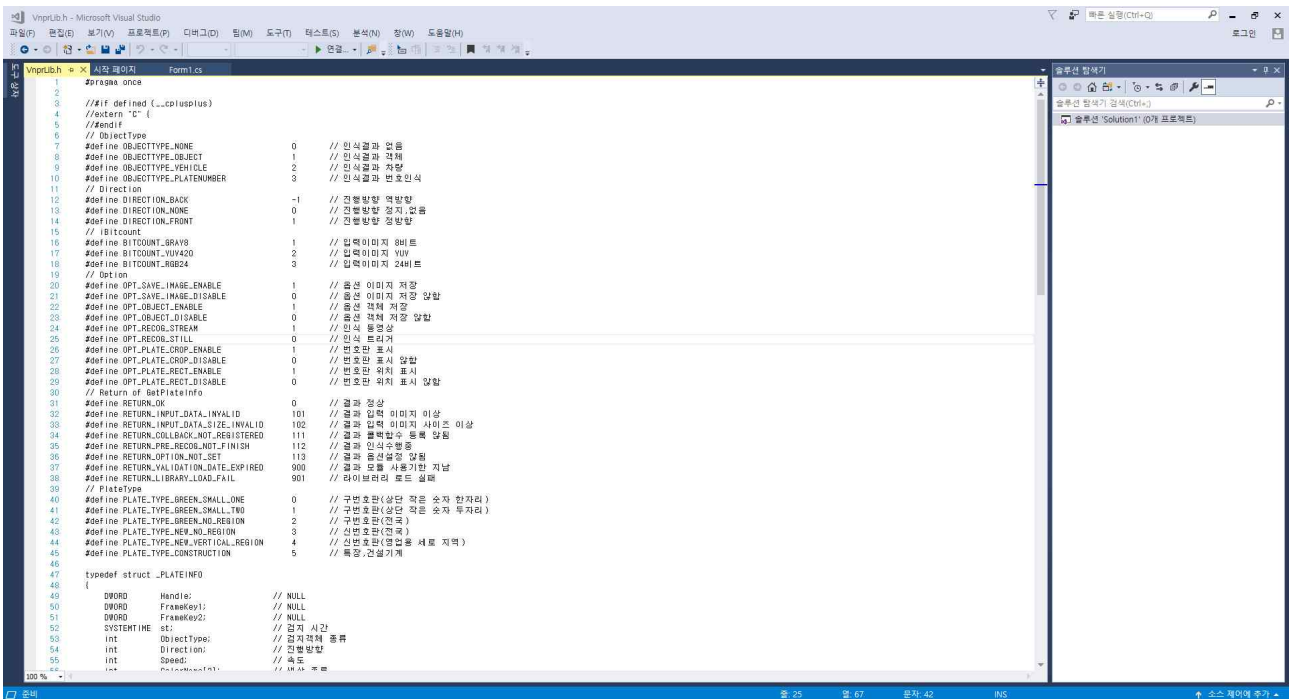 VnprLib.h - Microsoft Visual Studio
빠른 실행(Ctrl+Q)
파일(F) 편집(E) 보기(V) 프로젝트(P) 디버그(D) 팀(M) 도구(T) 테스트(S) 분석(N) 창(W) 도움말(H)
로그인
연결...
도구 상자
VnprLib.h 시작 페이지 Form1.cs
1 #pragma once
2
3 //#if defined (__cplusplus)
4 //extern "C" {
5 //#endif
6 // ObjectType
7 #define OBJECTTYPE_NONE 0 // 인식결과 없음
8 #define OBJECTTYPE_OBJECT 1 // 인식결과 객체
9 #define OBJECTTYPE_VEHICLE 2 // 인식결과 차량
10 #define OBJECTTYPE_PLATENUMBER 3 // 인식결과 번호인식
11 // Direction
12 #define DIRECTION_BACK -1 // 진행방향 역방향
13 #define DIRECTION_NONE 0 // 진행방향 정지,없음
14 #define DIRECTION_FRONT 1 // 진행방향 정방향
15 // iBitcount
16 #define BITCOUNT_GRAY8 1 // 입력이미지 8비트
17 #define BITCOUNT_YUV420 2 // 입력이미지 YUV
18 #define BITCOUNT_RGB24 3 // 입력이미지 24비트
19 // Option
20 #define OPT_SAVE_IMAGE_ENABLE 1 // 옵션 이미지 저장
21 #define OPT_SAVE_IMAGE_DISABLE 0 // 옵션 이미지 저장 않함
22 #define OPT_OBJECT_ENABLE 1 // 옵션 객체 저장
23 #define OPT_OBJECT_DISABLE 0 // 옵션 객체 저장 않함
24 #define OPT_RECOG_STREAM 1 // 인식 동영상
25 #define OPT_RECOG_STILL 0 // 인식 트리거
26 #define OPT_PLATE_CROP_ENABLE 1 // 번호판 표시
27 #define OPT_PLATE_CROP_DISABLE 0 // 번호판 표시 않함
28 #define OPT_PLATE_RECT_ENABLE 1 // 번호판 위치 표시
29 #define OPT_PLATE_RECT_DISABLE 0 // 번호판 위치 표시 않함
30 // Return of GetPlateInfo
31 #define RETURN_OK 0 // 결과 정상
32 #define RETURN_INPUT_DATA_INVALID 101 // 결과 입력 이미지 이상
33 #define RETURN_INPUT_DATA_SIZE_INVALID 102 // 결과 입력 이미지 사이즈 이상
34 #define RETURN_COLLBACK_NOT_REGISTERED 111 // 결과 콜백함수 등록 않됨
35 #define RETURN_PRE_RECOG_NOT_FINISH 112 // 결과 인식수행중
36 #define RETURN_OPTION_NOT_SET 113 // 결과 옵션설정 않됨
37 #define RETURN_VALIDATION_DATE_EXPIRED 900 // 결과 모듈 사용기한 지남
38 #define RETURN_LIBRARY_LOAD_FAIL 901 // 라이브러리 로드 실패
39 // PlateType
40 #define PLATE_TYPE_GREEN_SMALL_ONE 0 // 구번호판(상단 작은 숫자 한자리)
41 #define PLATE_TYPE_GREEN_SMALL_TWO 1 // 구번호판(상단 작은 숫자 두자리)
42 #define PLATE_TYPE_GREEN_NO_REGION 2 // 구번호판(전국)
43 #define PLATE_TYPE_NEW_NO_REGION 3 // 신번호판(전국)
44 #define PLATE_TYPE_NEW_VERTICAL_REGION 4 // 신번호판(영업용 세로 지역)
45 #define PLATE_TYPE_CONSTRUCTION 5 // 특장,건설기계
46
47 typedef struct _PLATEINFO
48 {
49 DWORD Handle; // NULL
50 DWORD FrameKey1; // NULL
51 DWORD FrameKey2; // NULL
52 SYSTEMTIME st; // 검지 시간
53 int ObjectType; // 검지객체 종류
54 int Direction; // 진행방향
55 int Speed; // 속도
100 %
솔루션 탐색기
솔루션 탐색기 검색(Ctrl+;)
솔루션 'Solution1' (0개 프로젝트)
준비 줄: 25 열: 67 문자: 42 INS 소스 제어에 추가